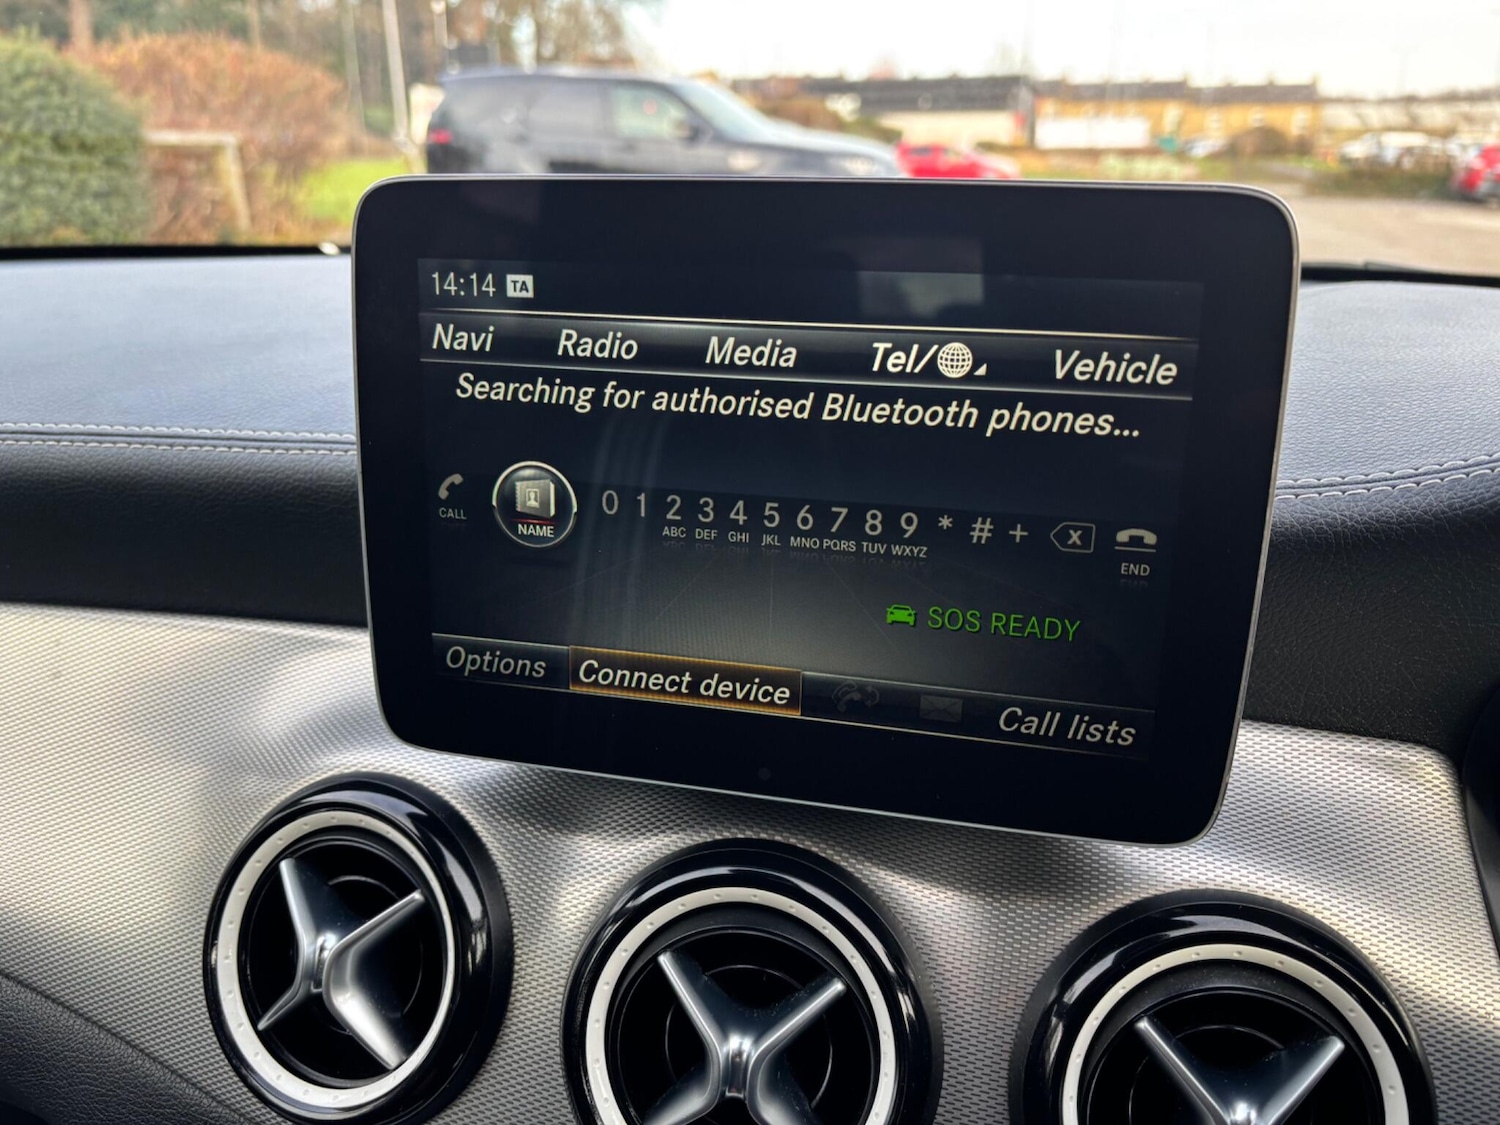 14:14 TA
Navi Radio Media Tel/ Vehicle
Searching for authorised Bluetooth phones...
CALL NAME 0 1 2 3 4 5 6 7 8 9 * # + X END
ABC DEF GHI JKL MNO PQRS TUV WXYZ
SOS READY
Options Connect device Call lists